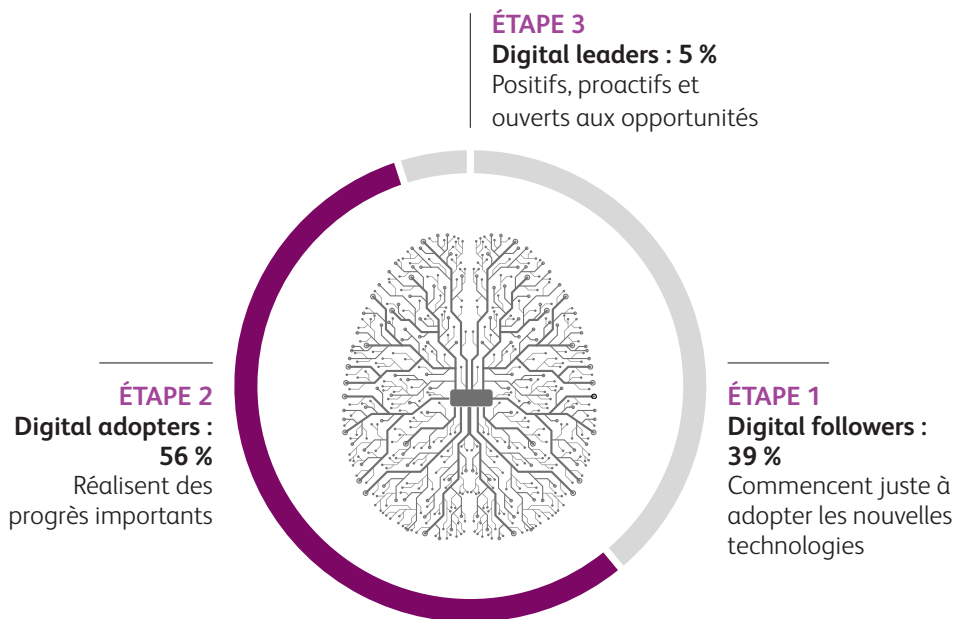 ÉTAPE 3
Digital leaders : 5 %
Positifs, proactifs et
ouverts aux opportunités
ÉTAPE 2
Digital adopters :
56 %
Réalisent des
progrès importants
ÉTAPE 1
Digital followers :
39 %
Commencent juste à
adopter les nouvelles
technologies